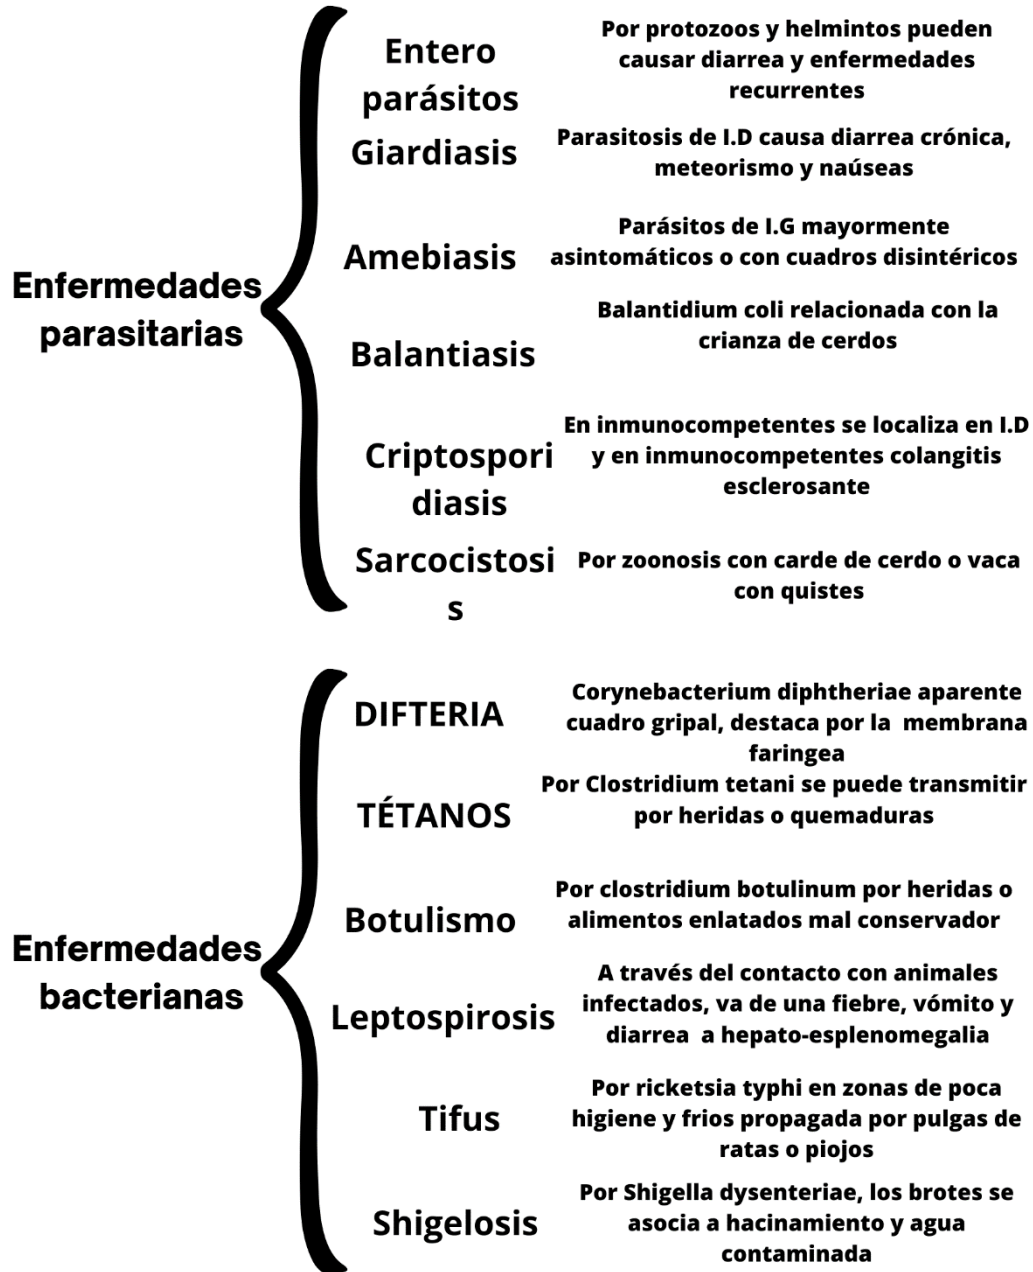 Enfermedades
parasitarias
Entero
parásitos
Por protozoos y helmintos pueden
causar diarrea y enfermedades
recurrentes
Giardiasis
Parasitosis de I.D causa diarrea crónica,
meteorismo y naúseas
Amebiasis
Parásitos de I.G mayormente
asintomáticos o con cuadros disintéricos
Balantiasis
Balantidium coli relacionada con la
crianza de cerdos
Criptospori
diasis
En inmunocompetentes se localiza en I.D
y en inmunocompetentes colangitis
esclerosante
Sarcocistosi
s
Por zoonosis con carde de cerdo o vaca
con quistes
Enfermedades
bacterianas
DIFTERIA
Corynebacterium diphtheriae aparente
cuadro gripal, destaca por la membrana
faringea
TÉTANOS
Por Clostridium tetani se puede transmitir
por heridas o quemaduras
Botulismo
Por clostridium botulinum por heridas o
alimentos enlatados mal conservador
Leptospirosis
A través del contacto con animales
infectados, va de una fiebre, vómito y
diarrea a hepato-esplenomegalia
Tifus
Por ricketsia typhi en zonas de poca
higiene y frios propagada por pulgas de
ratas o piojos
Shigelosis
Por Shigella dysenteriae, los brotes se
asocia a hacinamiento y agua
contaminada